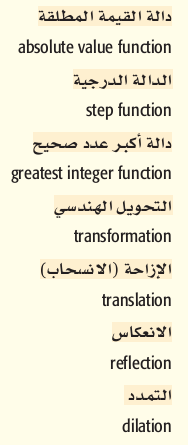 دالة القيمة المطلقة
absolute value function
الدالة الدرجية
step function
دالة أكبر عدد صحيح
greatest integer function
التحويل الهندسي
transformation
الإزاحة (الانسحاب)
translation
الانعكاس
reflection
التمدد
dilation